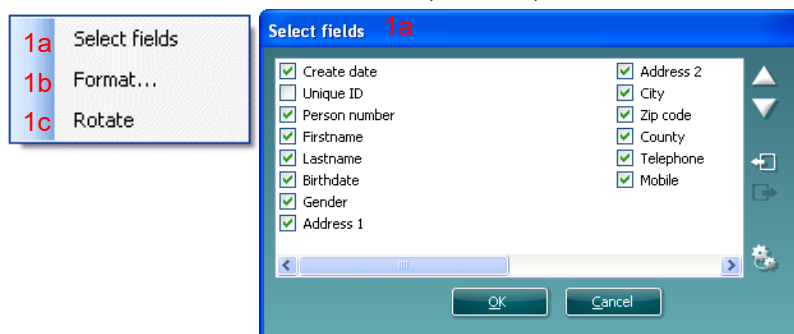 1a Select fields
1b Format...
1c Rotate
Select fields 1a
Create date
Unique ID
Person number
Firstname
Lastname
Birthdate
Gender
Address 1
Address 2
City
Zip code
County
Telephone
Mobile
OK Cancel